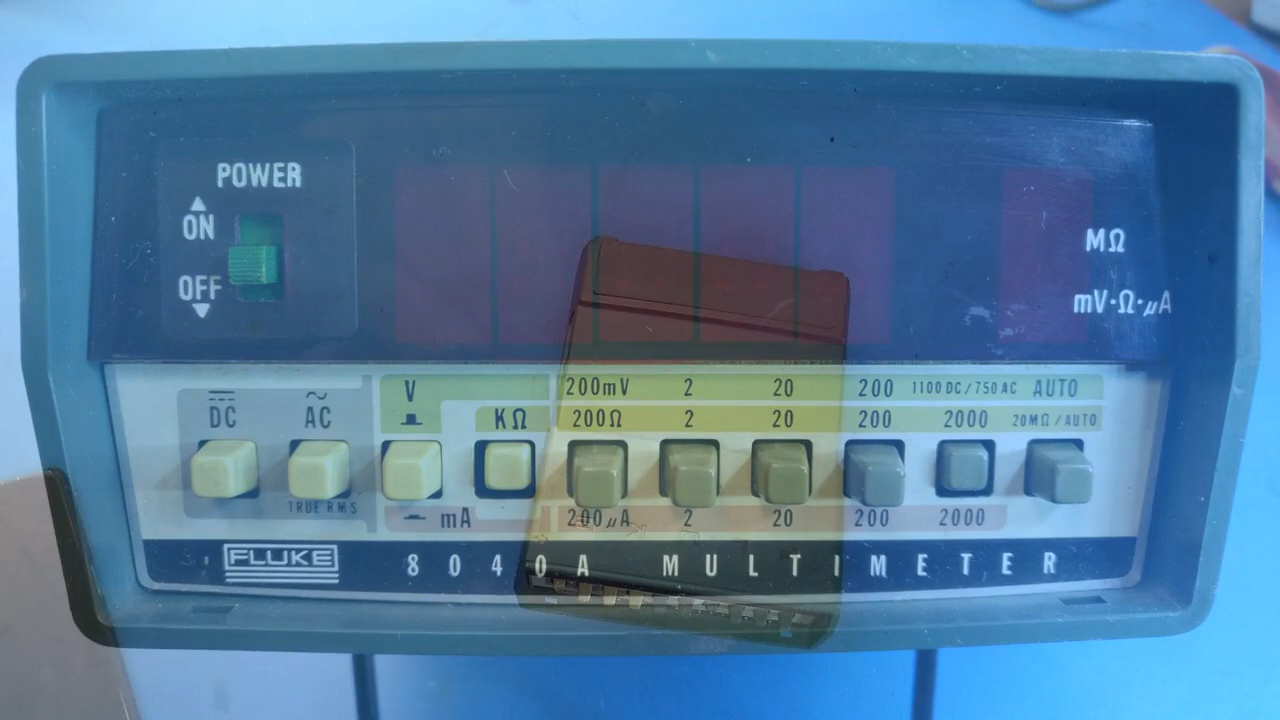 POWER
ON
OFF
MΩ
mV·Ω·μA
DC AC
V 200mV 2 20 200 1100 DC / 750 AC AUTO
KΩ 200Ω 2 20 200 2000 20MΩ / AUTO
TRUE RMS
mA 200μA 2 20 200 2000
FLUKE 8040A MULTIMETER